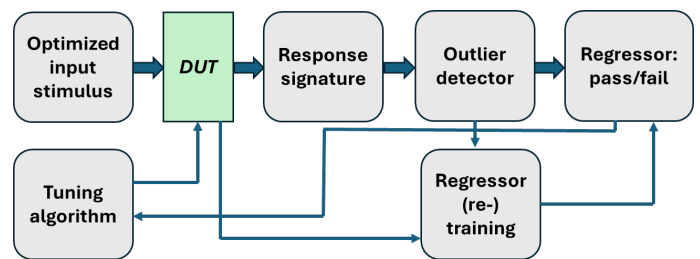 Optimized
input
stimulus
DUT
Response
signature
Outlier
detector
Regressor:
pass/fail
Tuning
algorithm
Regressor
(re-)
training